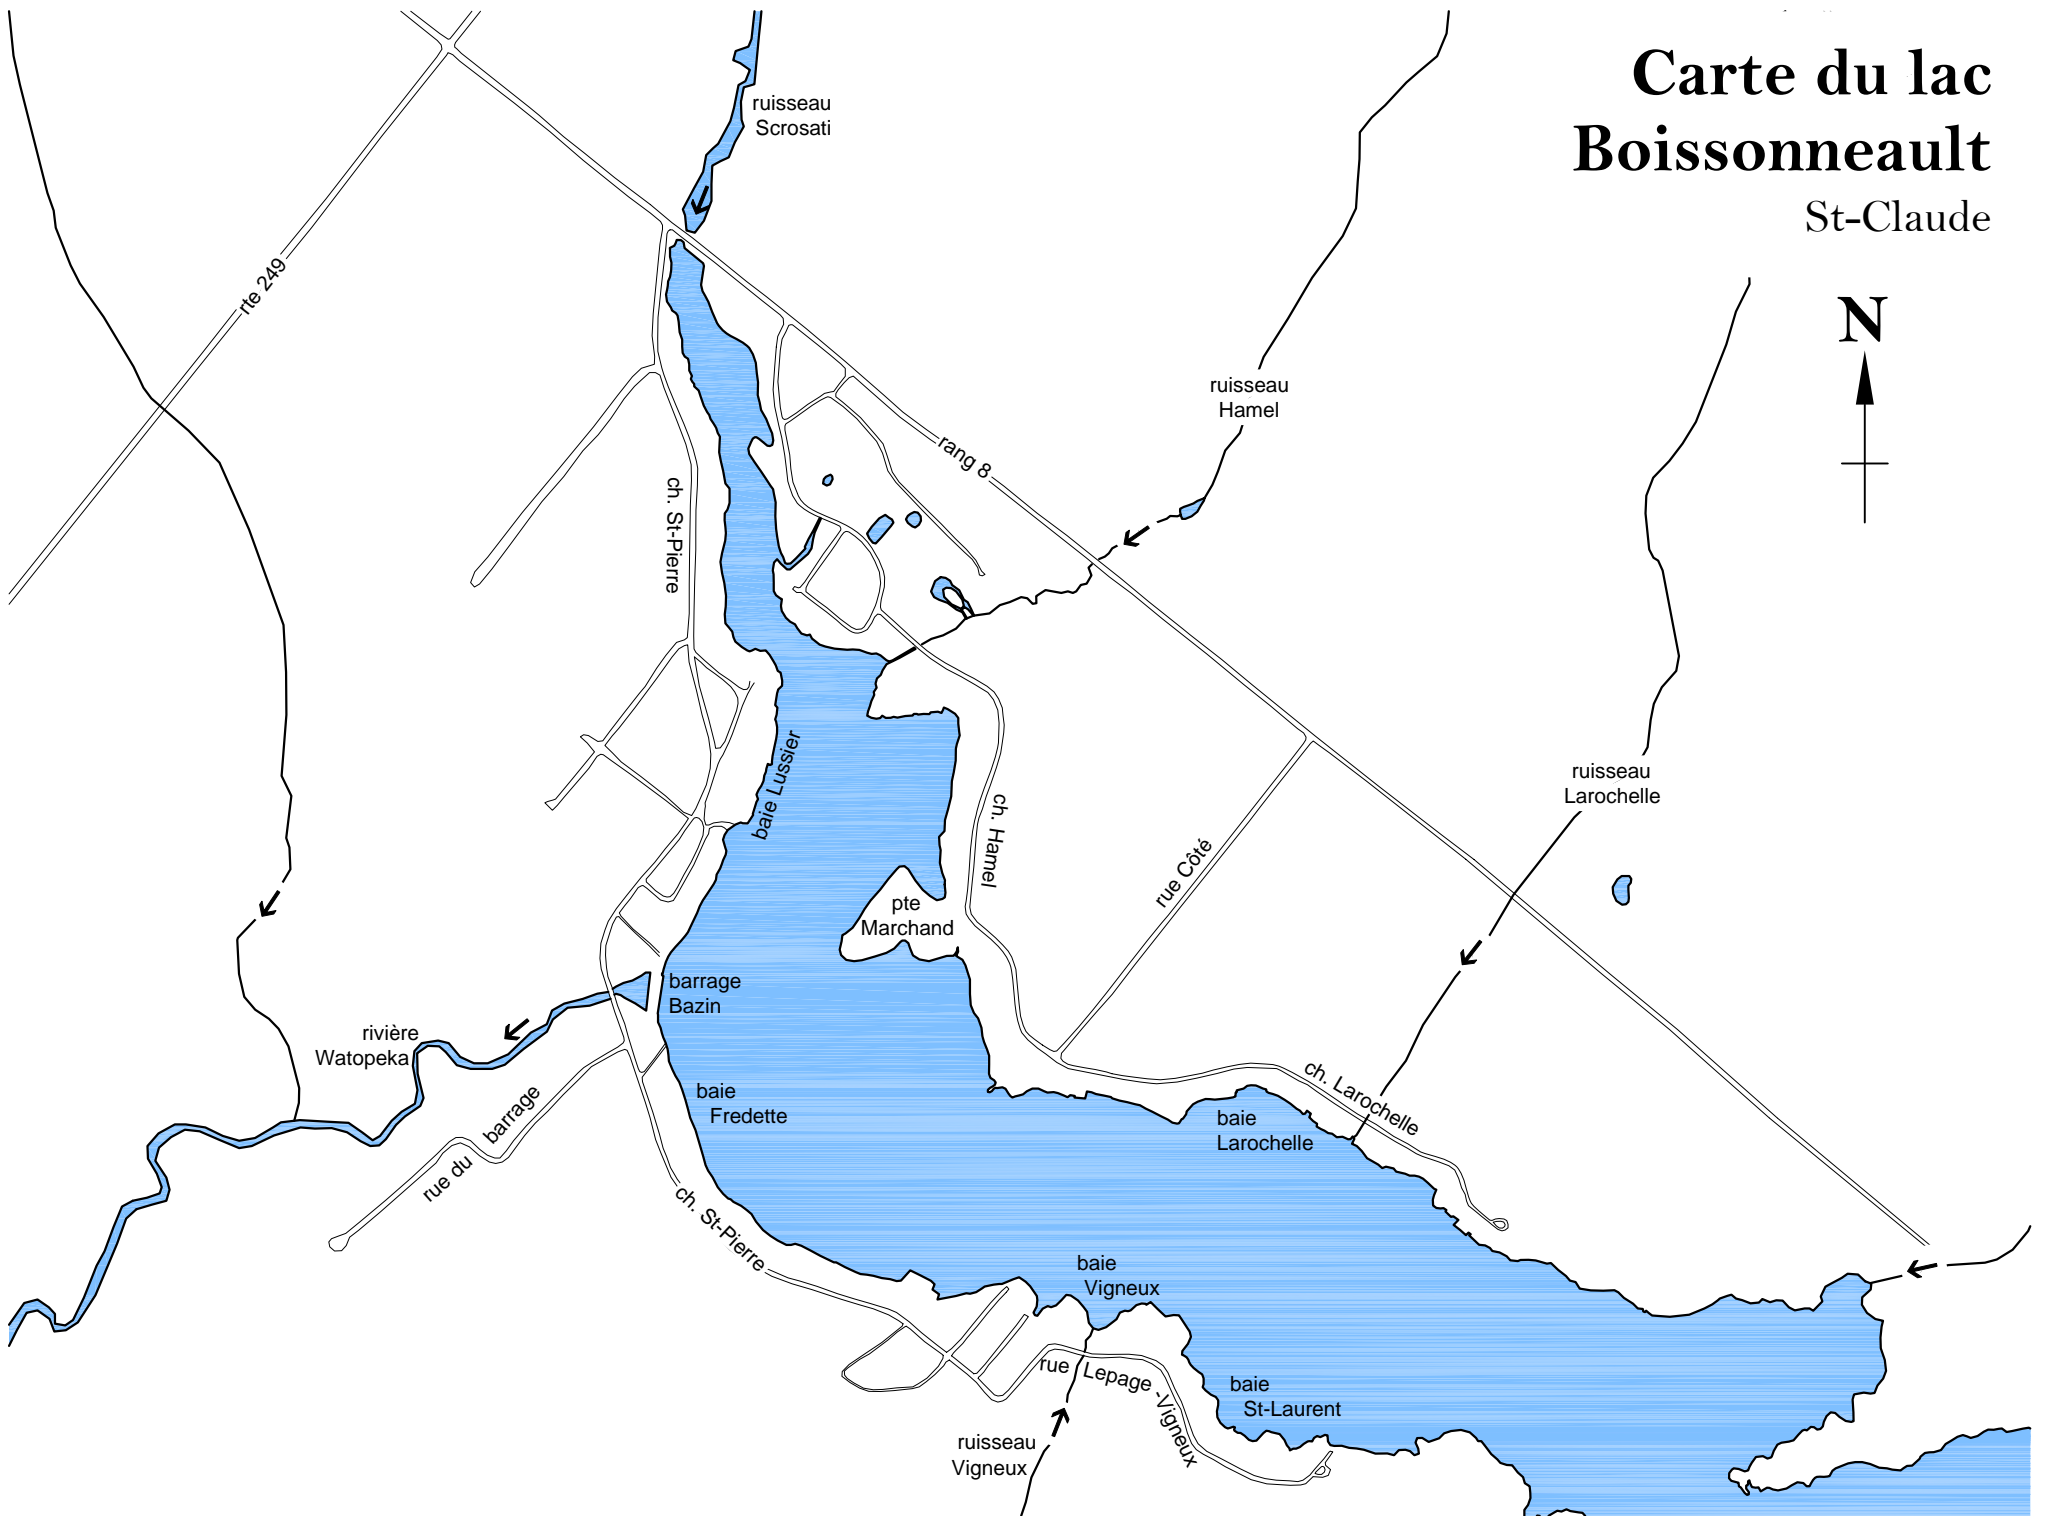 Carte du lac
Boissonneault
St-Claude
N
ruisseau
Scrosati
rte 249
ruisseau
Hamel
rang 8
ch. St-Pierre
baie Lussier
ch. Hamel
rue Côté
ruisseau
Larochelle
pte
Marchand
barrage
Bazin
rivière
Watopeka
baie
Fredette
rue du barrage
ch. St-Pierre
baie
Larochelle
ch. Larochelle
baie
Vigneux
rue Lepage-Vigneux
baie
St-Laurent
ruisseau
Vigneux